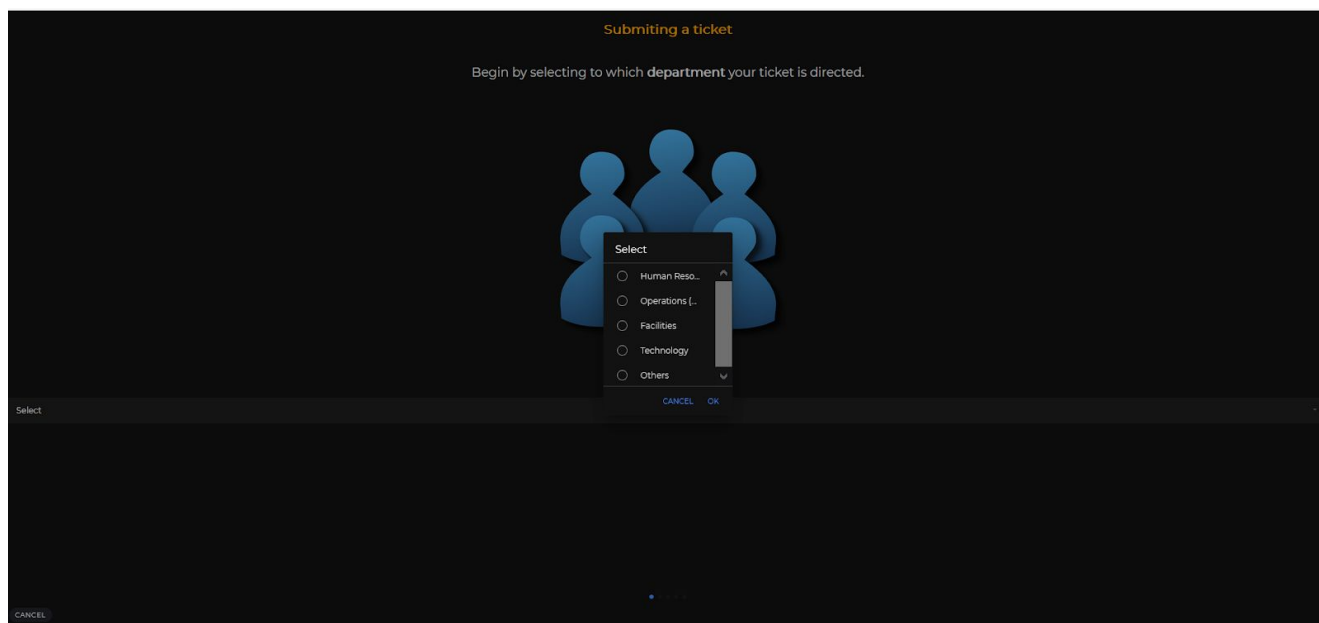 Submiting a ticket
Begin by selecting to which department your ticket is directed.
Select
Human Reso...
Operations (...
Facilities
Technology
Others
CANCEL OK
Select
CANCEL